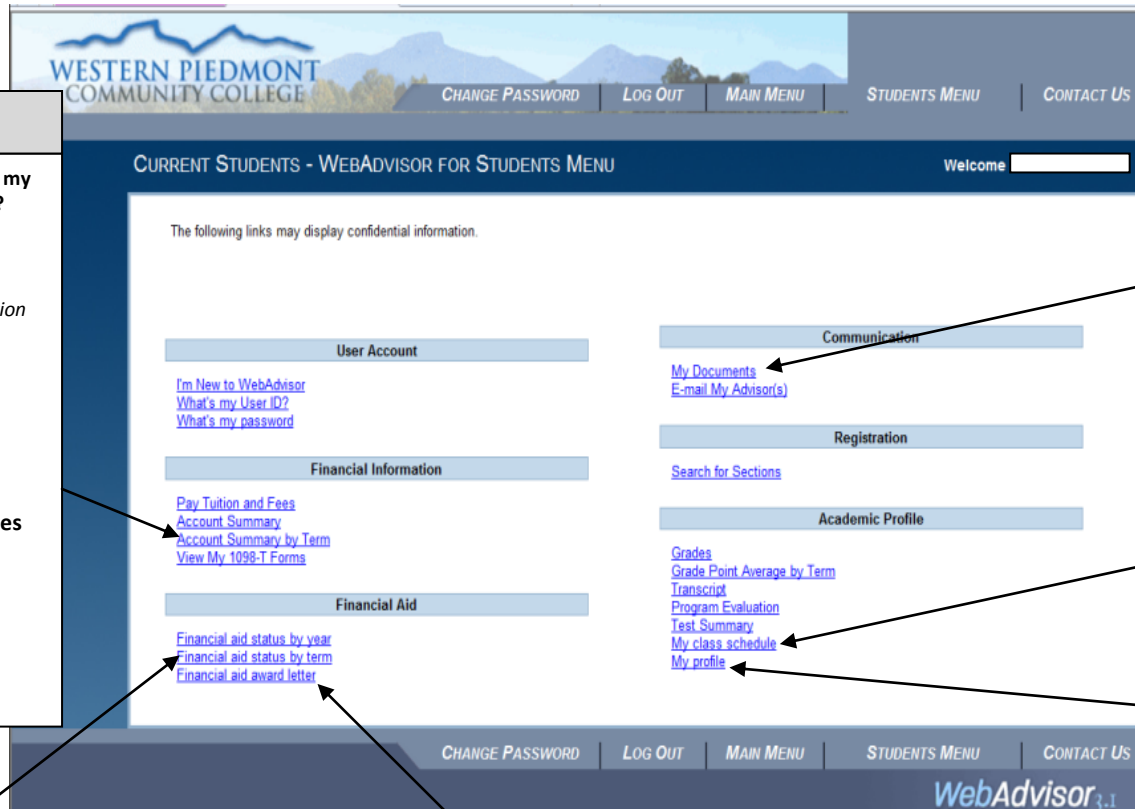 WESTERN PIEDMONT
COMMUNITY COLLEGE
CHANGE PASSWORD LOG OUT MAIN MENU STUDENTS MENU CONTACT US
my
?
tion
es
CURRENT STUDENTS - WEBADVISOR FOR STUDENTS MENU
Welcome
The following links may display confidential information.
User Account
I'm New to WebAdvisor
What's my User ID?
What's my password
Financial Information
Pay Tuition and Fees
Account Summary
Account Summary by Term
View My 1098-T Forms
Financial Aid
Financial aid status by year
Financial aid status by term
Financial aid award letter
Communication
My Documents
E-mail My Advisor(s)
Registration
Search for Sections
Academic Profile
Grades
Grade Point Average by Term
Transcript
Program Evaluation
Test Summary
My class schedule
My profile
CHANGE PASSWORD LOG OUT MAIN MENU STUDENTS MENU CONTACT US
WebAdvisor 3.1